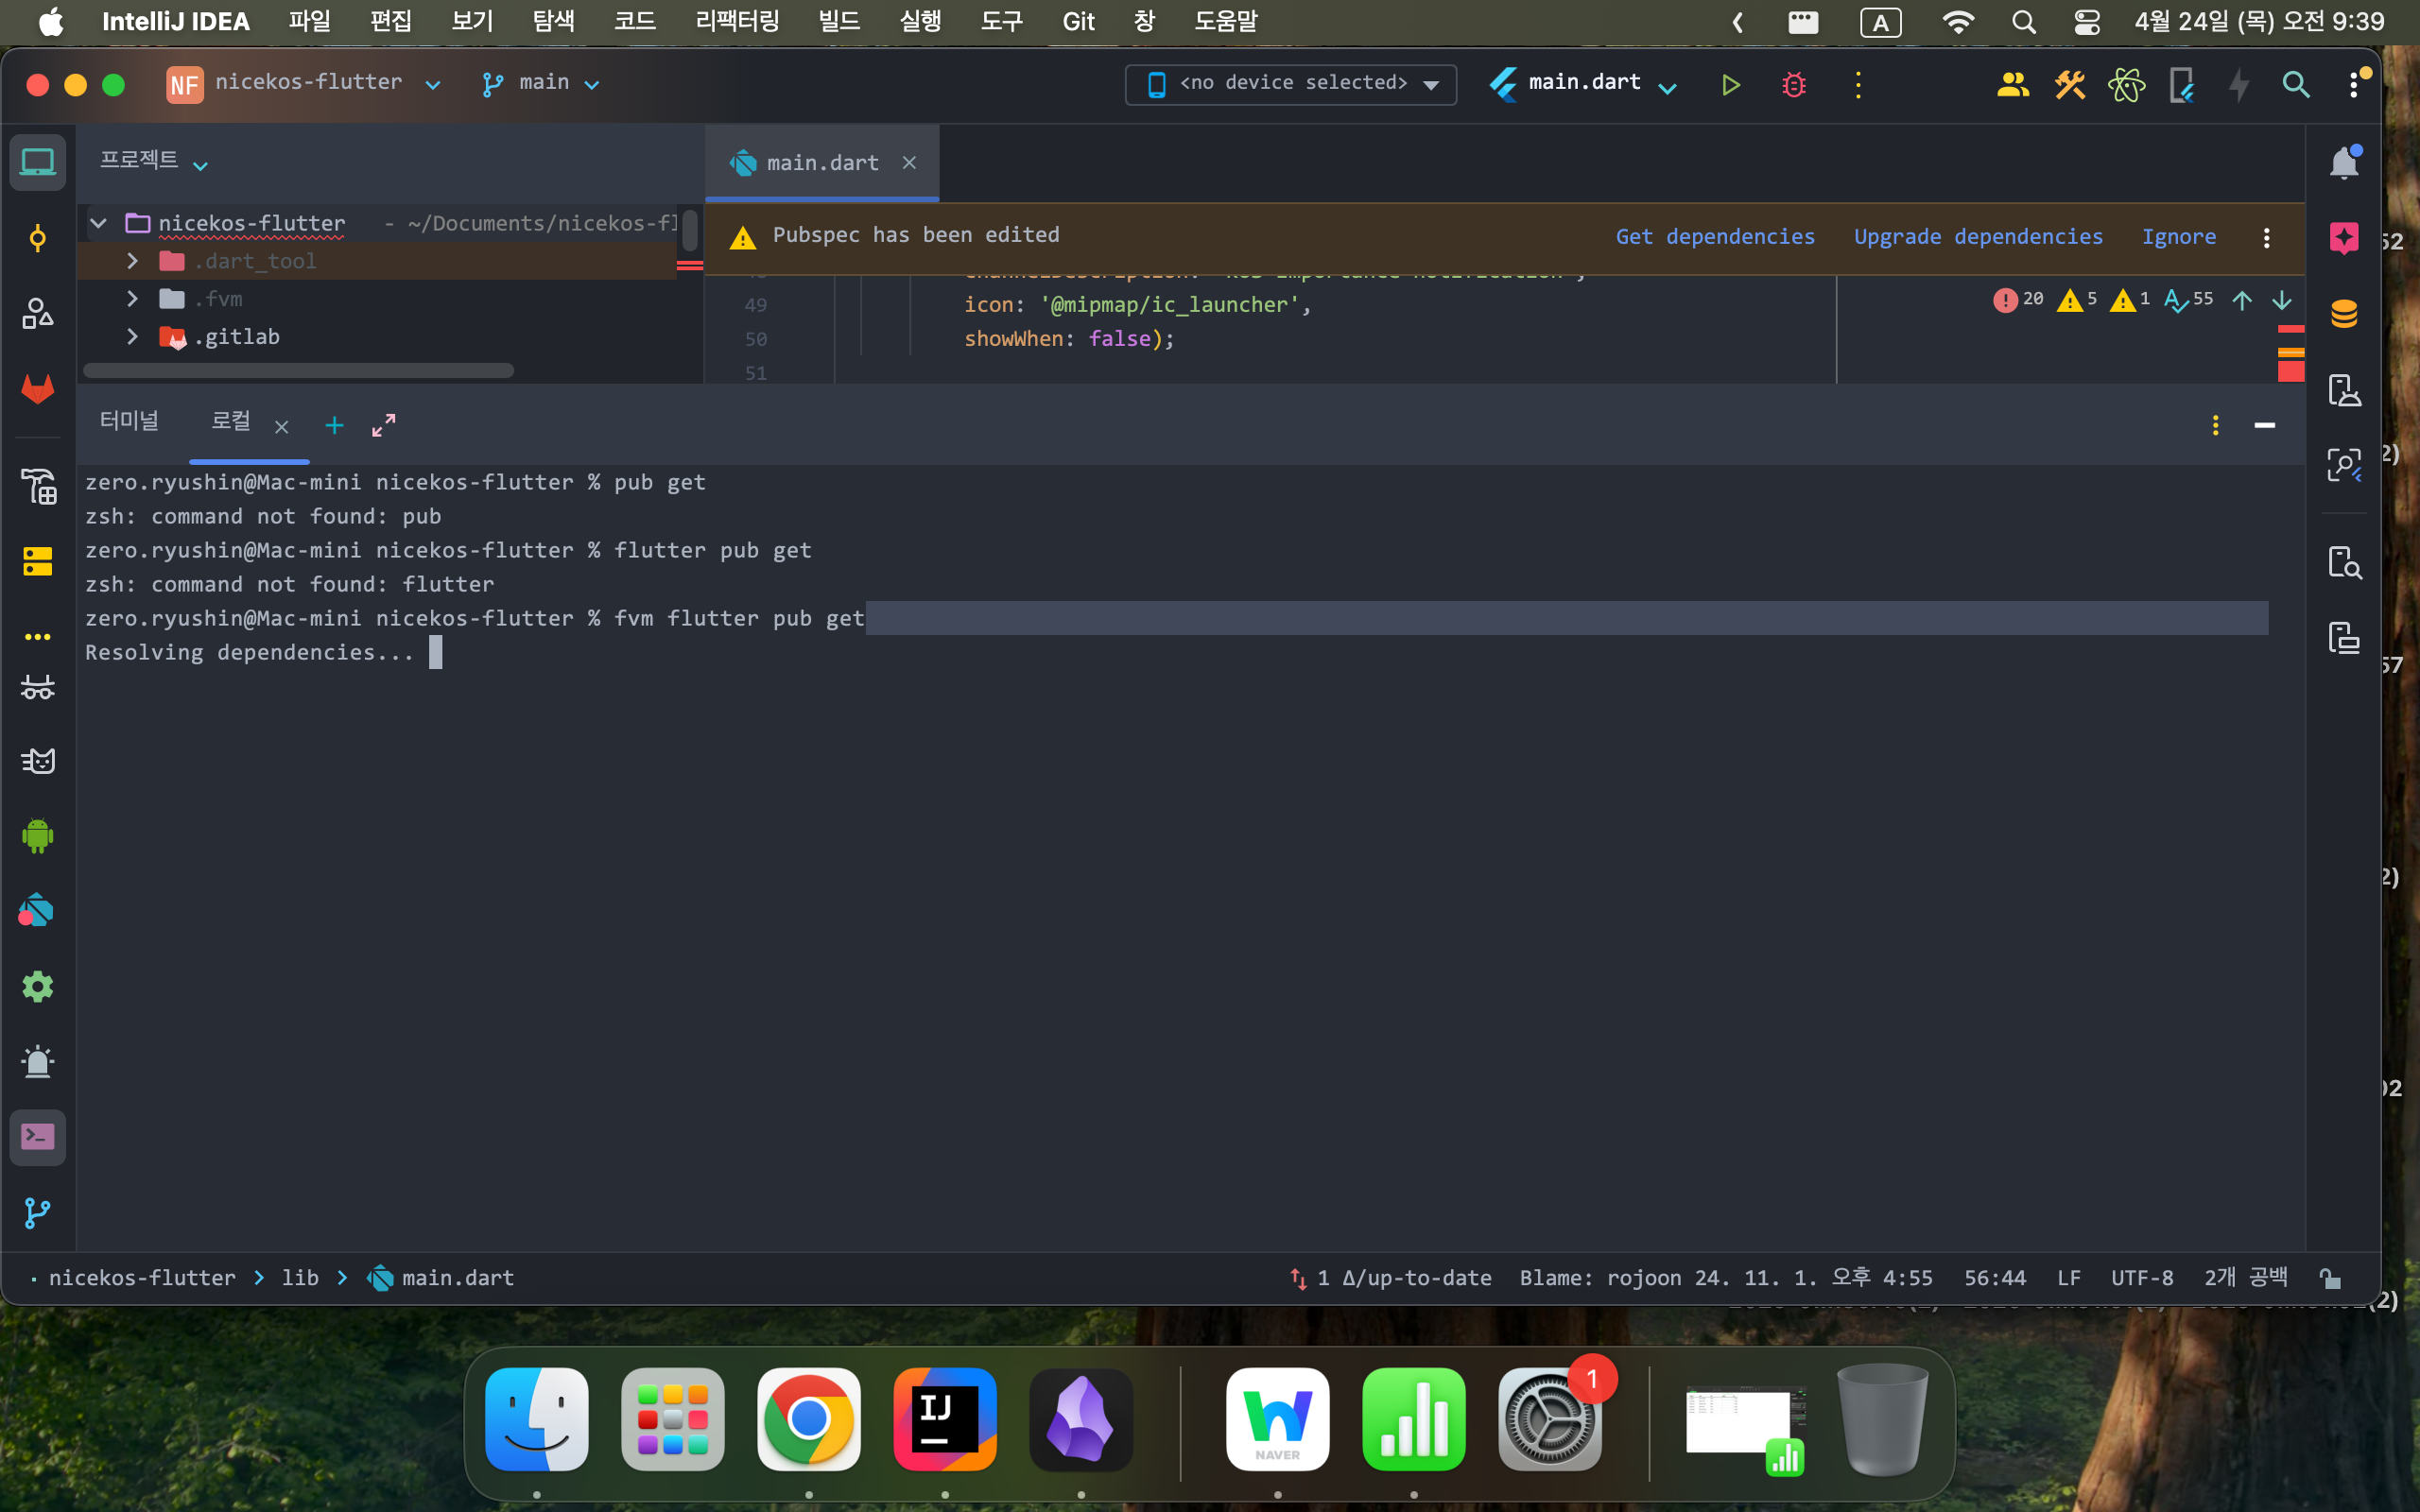 IntelliJ IDEA 파일 편집 보기 탐색 코드 리팩터링 빌드 실행 도구 Git 창 도움말 A 4월 24일 (목) 오전 9:39
NF nicekos-flutter main <no device selected> main.dart
프로젝트 main.dart
nicekos-flutter - ~/Documents/nicekos-fl
Pubspec has been edited Get dependencies Upgrade dependencies Ignore
.dart_tool
.fvm
.gitlab
49 icon: '@mipmap/ic_launcher',
20 5 1 55
50 showWhen: false);
51
터미널 로컬
zero.ryushin@Mac-mini nicekos-flutter % pub get
zsh: command not found: pub
zero.ryushin@Mac-mini nicekos-flutter % flutter pub get
zsh: command not found: flutter
zero.ryushin@Mac-mini nicekos-flutter % fvm flutter pub get
Resolving dependencies...
nicekos-flutter lib main.dart 1 Δ/up-to-date Blame: rojoon 24. 11. 1. 오후 4:55 56:44 LF UTF-8 2개 공백
52
2)
57
2)
02
(2)
IJ
NAVER
1